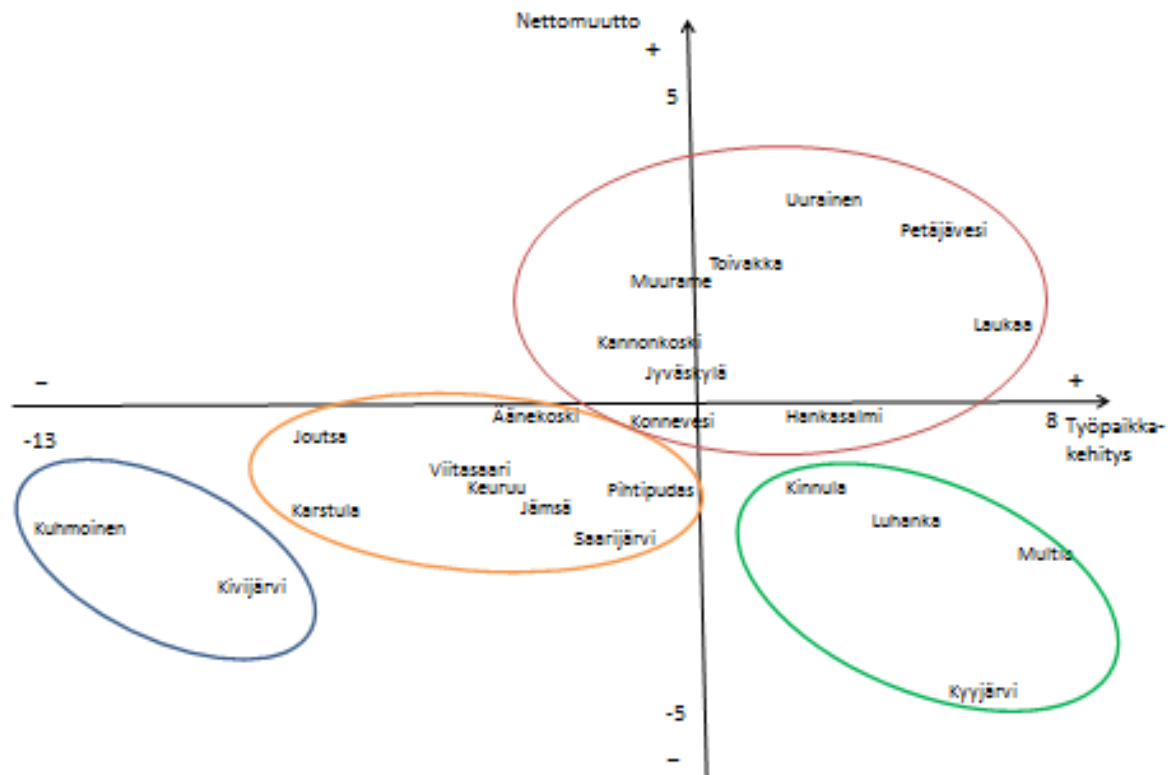 Nettomuutto
+
5
Uurainen
Petäjävesi
Toivakka
Muurame
Laukaa
Kannonkoski
Jyväskylä
–
+
Äänekoski
Konnevesi
Hankasalmi
8
Työpaikka-
kehitys
-13
Joutsa
Viitasaari
Keuruu
Pihtipudas
Kinnula
Karstula
Jämsä
Luhanka
Kuhmoinen
Saarijärvi
Multia
Kivijärvi
Kyyjärvi
-5
–